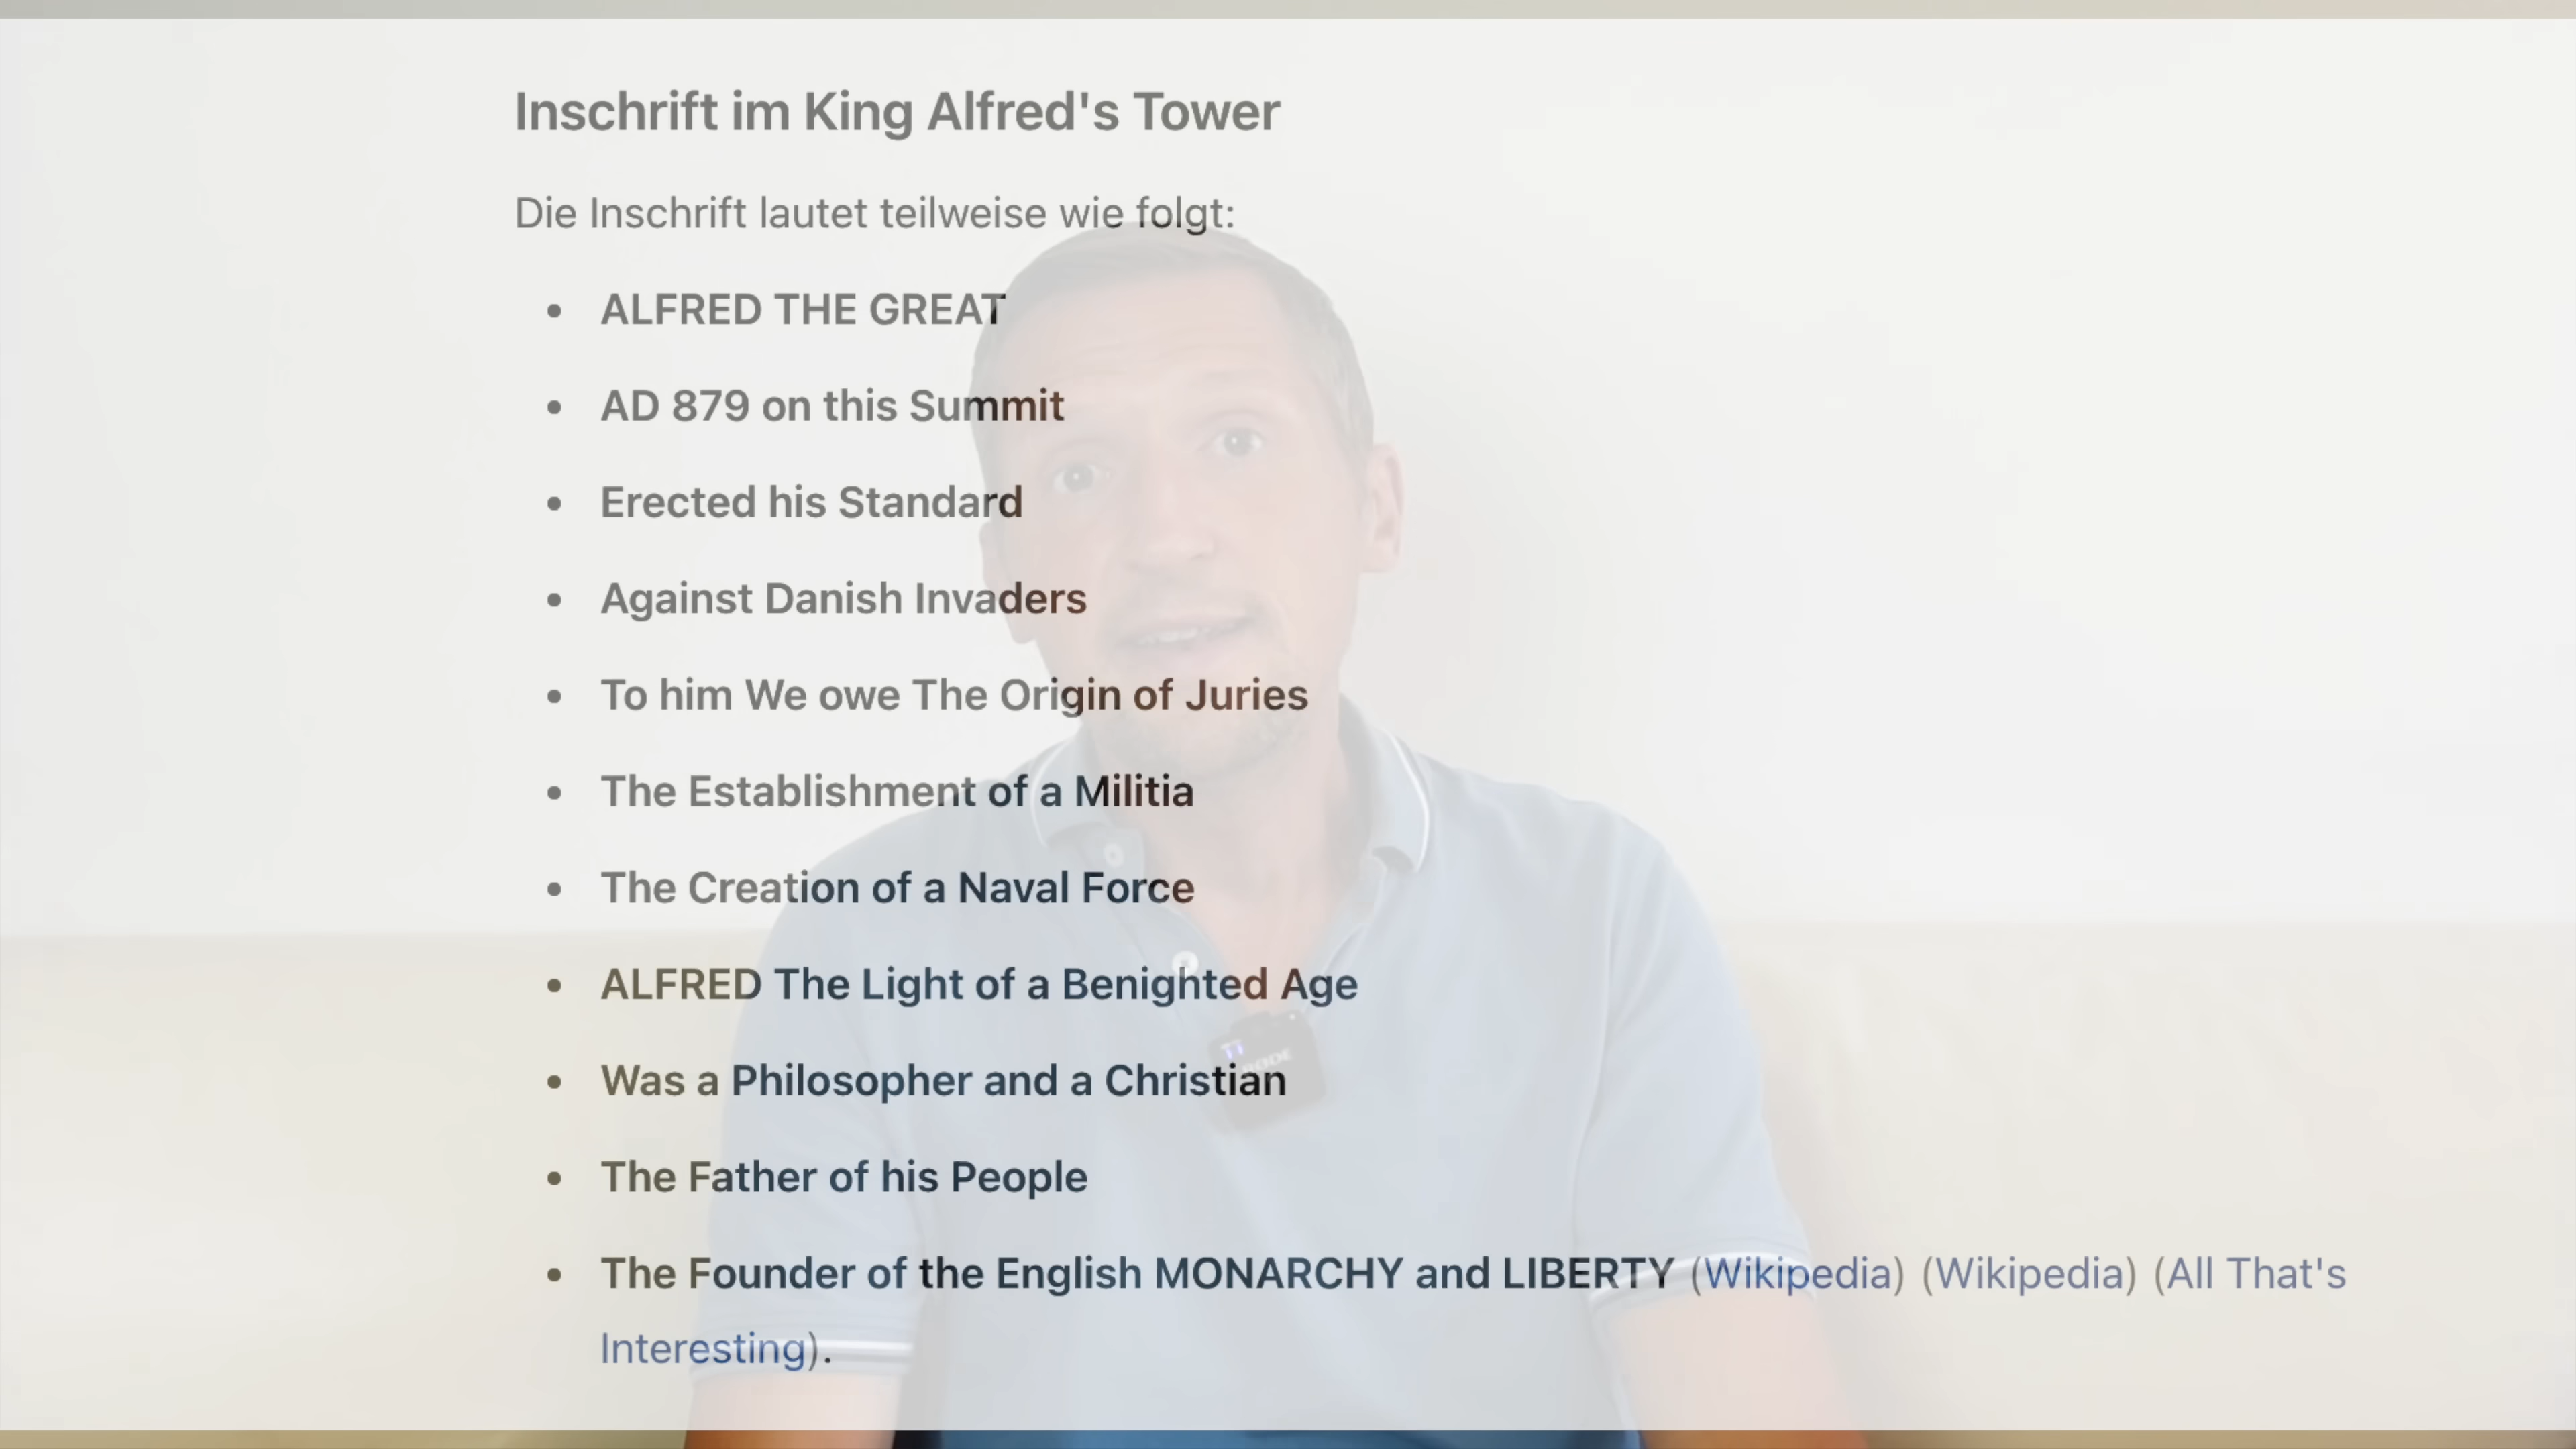 Inschrift im King Alfred's Tower
Die Inschrift lautet teilweise wie folgt:
• ALFRED THE GREAT
• AD 879 on this Summit
• Erected his Standard
• Against Danish Invaders
• To him We owe The Origin of Juries
• The Establishment of a Militia
• The Creation of a Naval Force
• ALFRED The Light of a Benighted Age
• Was a Philosopher and a Christian
• The Father of his People
• The Founder of the English MONARCHY and LIBERTY (Wikipedia) (Wikipedia) (All That's
Interesting).
RODE